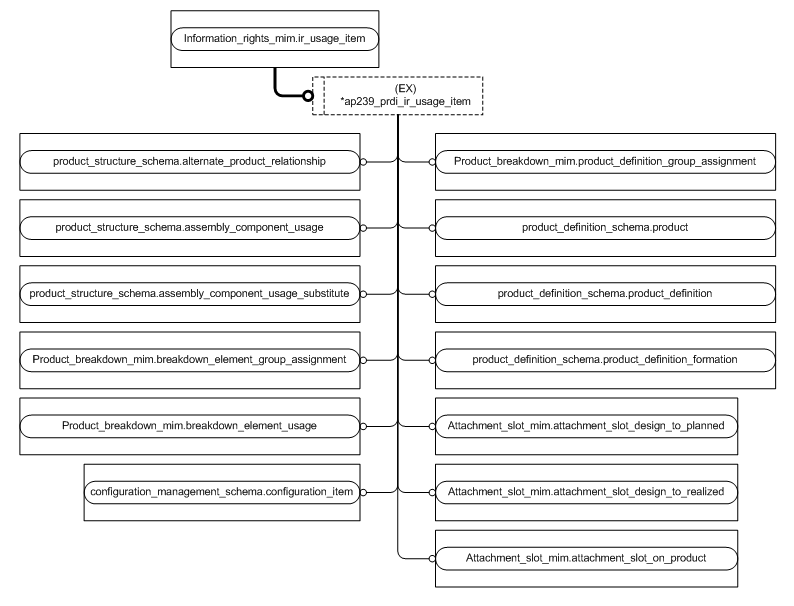 Information_rights_mim.ir_usage_item
(EX)
*ap239_prdi_ir_usage_item
product_structure_schema.alternate_product_relationship
Product_breakdown_mim.product_definition_group_assignment
product_structure_schema.assembly_component_usage
product_definition_schema.product
product_structure_schema.assembly_component_usage_substitute
product_definition_schema.product_definition
Product_breakdown_mim.breakdown_element_group_assignment
product_definition_schema.product_definition_formation
Product_breakdown_mim.breakdown_element_usage
Attachment_slot_mim.attachment_slot_design_to_planned
configuration_management_schema.configuration_item
Attachment_slot_mim.attachment_slot_design_to_realized
Attachment_slot_mim.attachment_slot_on_product